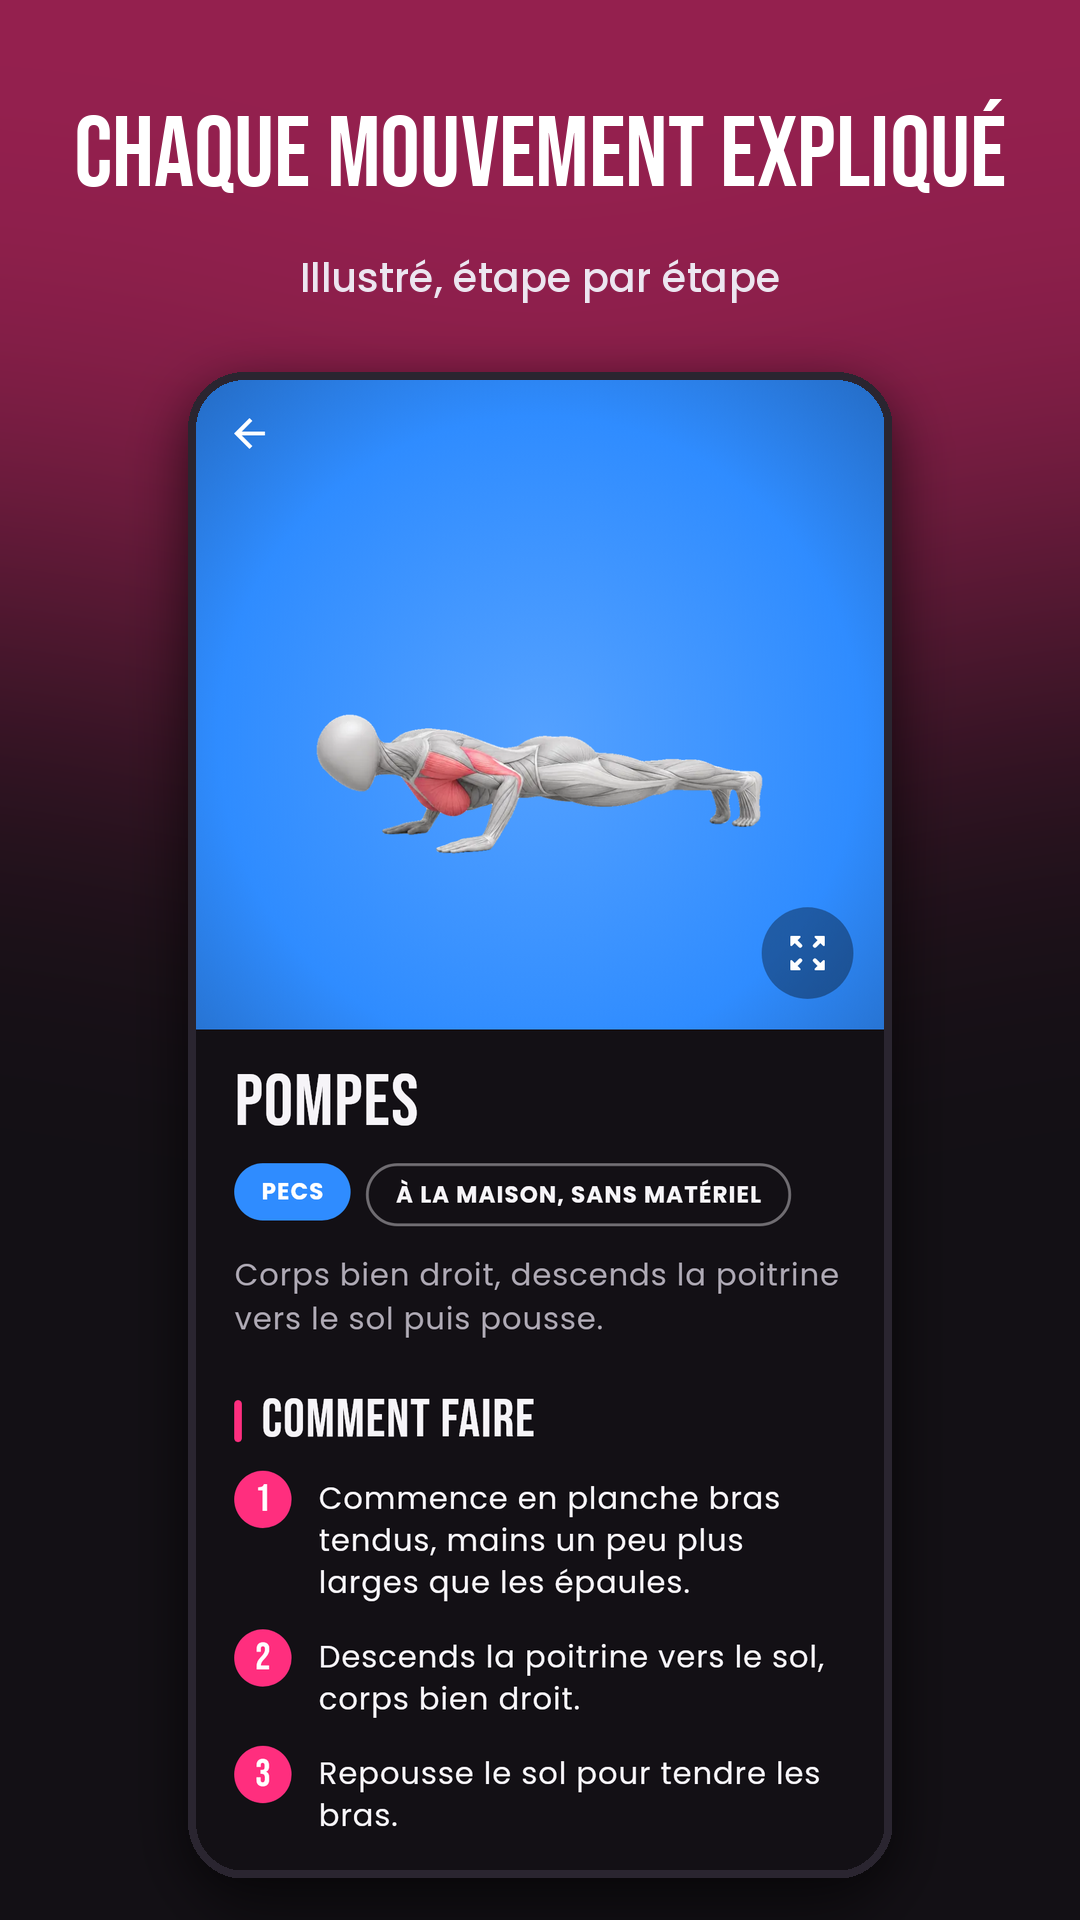 CHAQUE MOUVEMENT EXPLIQUÉ
Illustré, étape par étape
POMPES
PECS
À LA MAISON, SANS MATÉRIEL
Corps bien droit, descends la poitrine
vers le sol puis pousse.
COMMENT FAIRE
1 Commence en planche bras
tendus, mains un peu plus
larges que les épaules.
2 Descends la poitrine vers le sol,
corps bien droit.
3 Repousse le sol pour tendre les
bras.